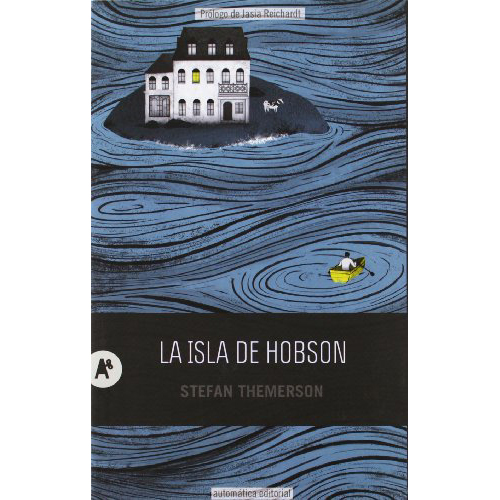 Prólogo de Jasia Reichardt
LA ISLA DE HOBSON
A
STEFAN THEMERSON
automática editorial